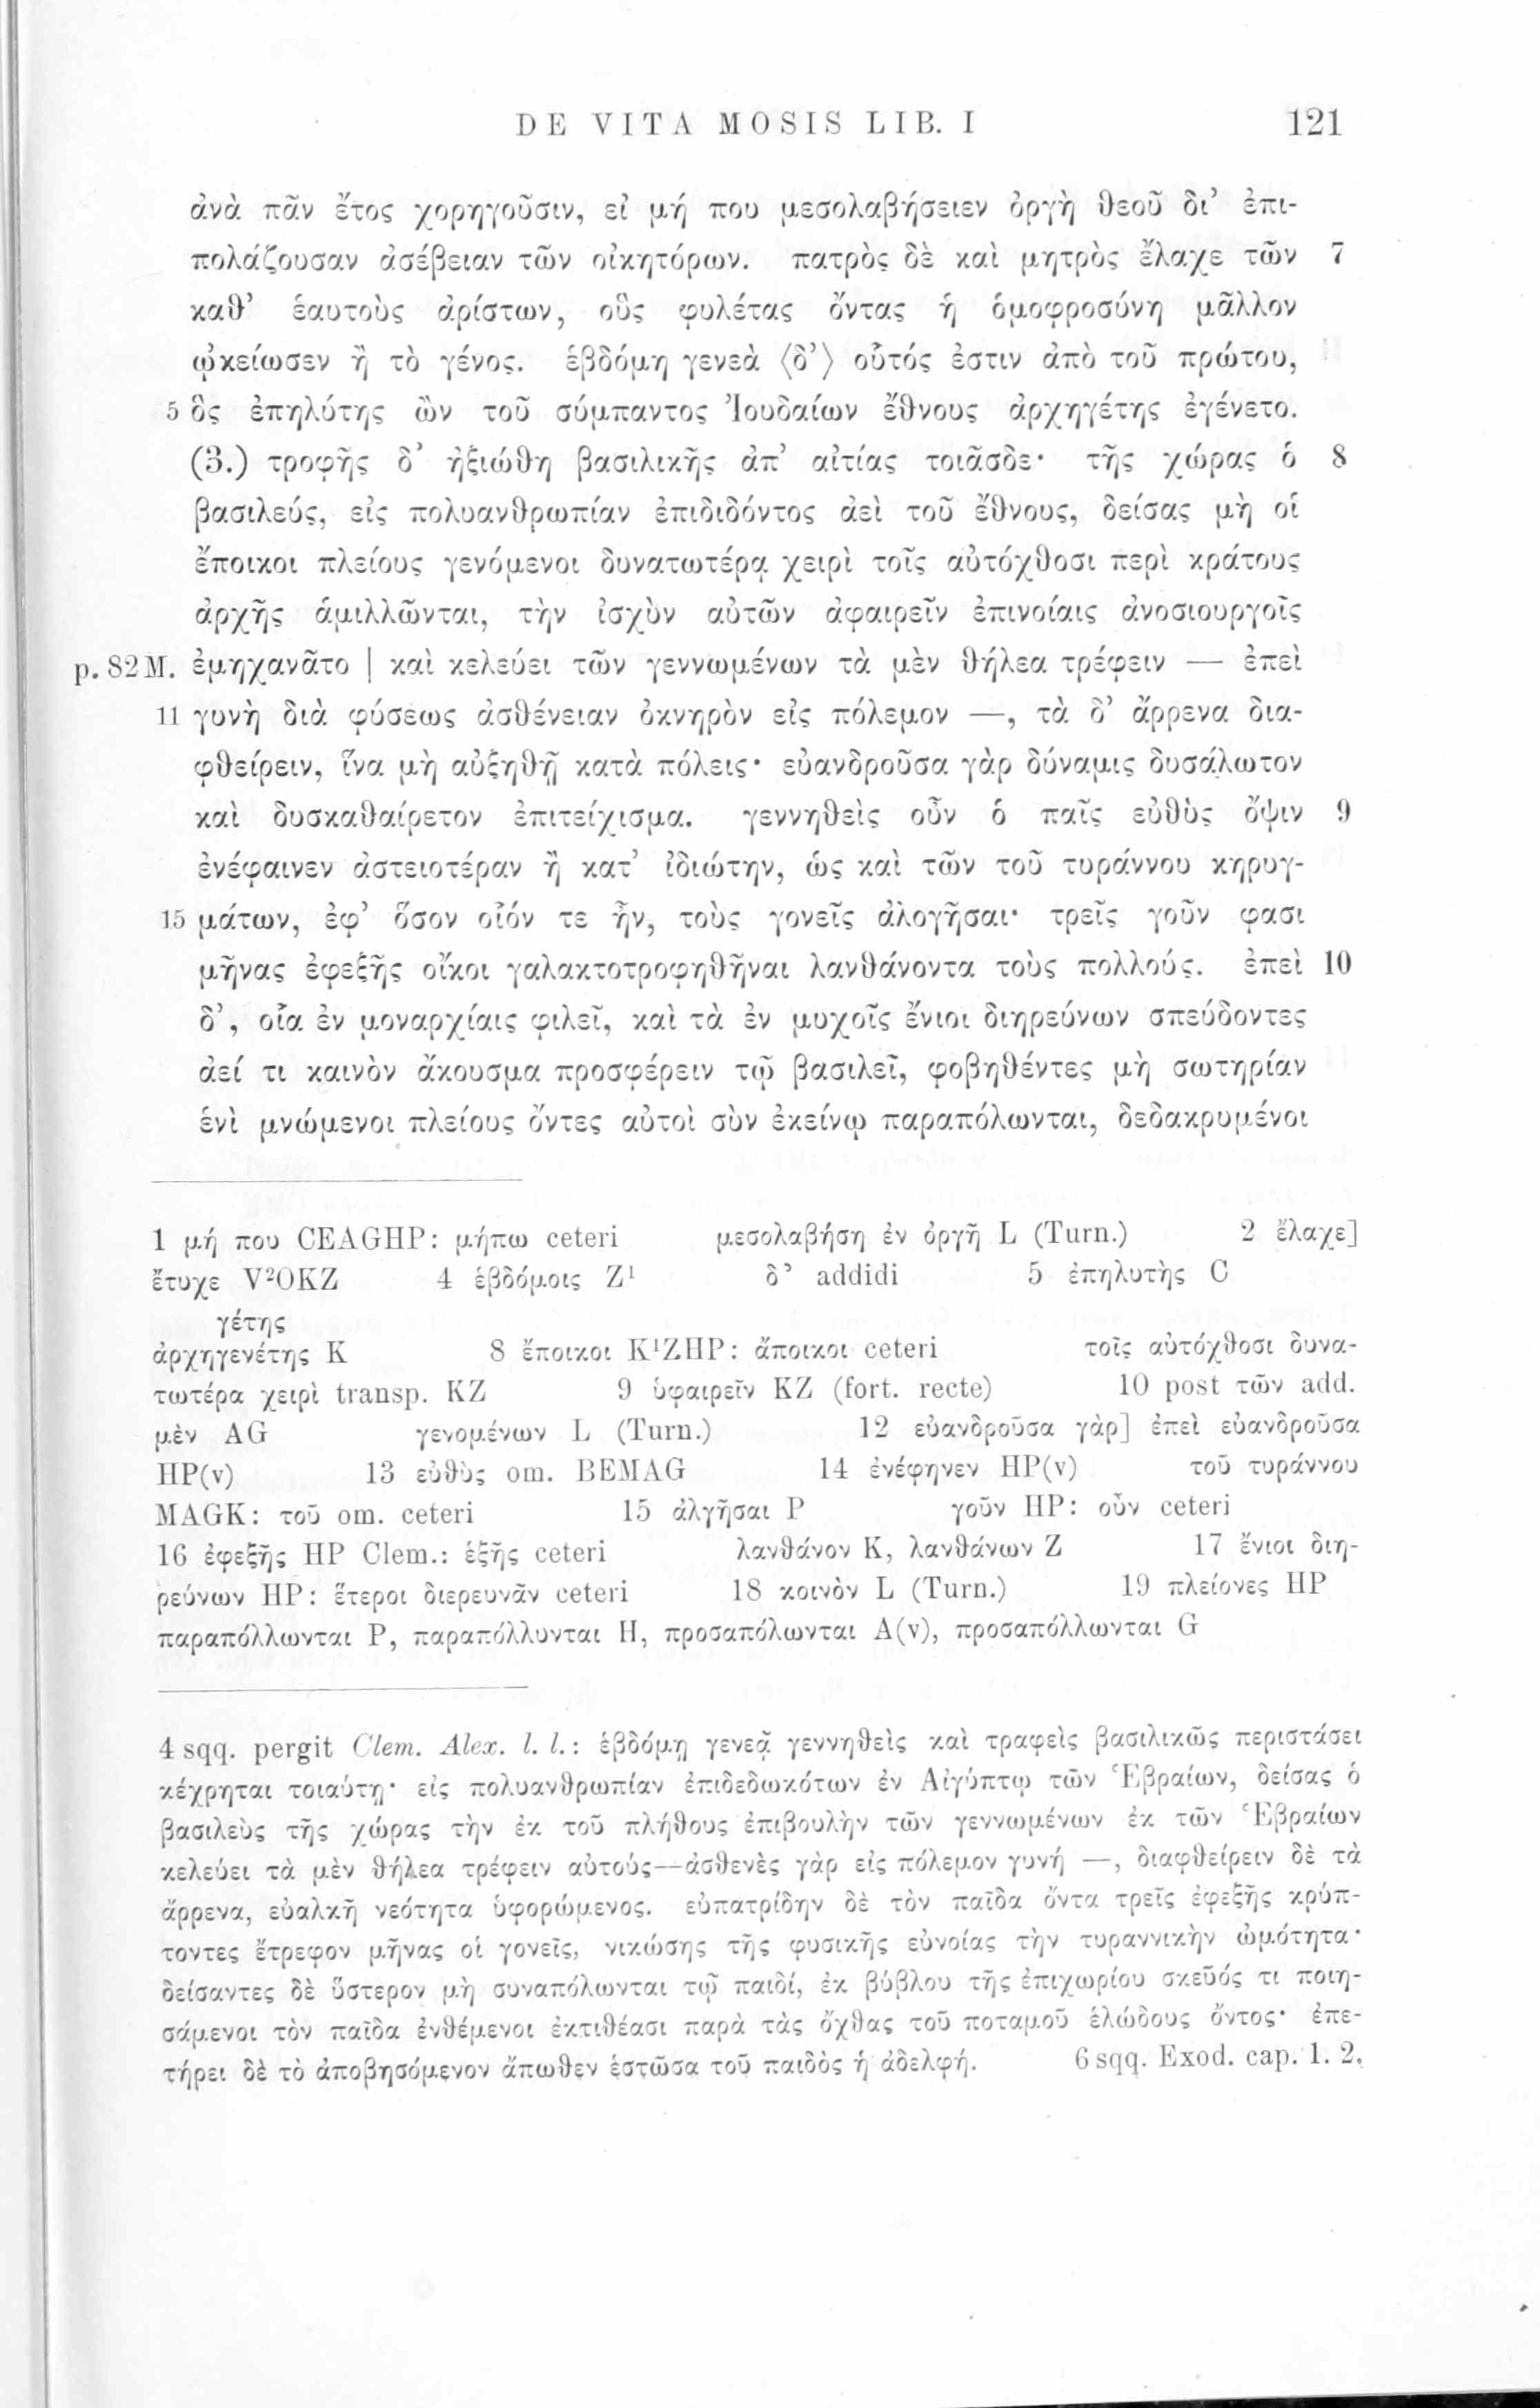 DE VITA MOSIS LIB. I 121
ἀνὰ πᾶν ἔτος χορηγοῦσιν, εἰ μή που μεσολαβήσειεν ὀργὴ θεοῦ δι’ ἐπι-
πολάζουσαν ἀσέβειαν τῶν οἰκητόρων. πατρὸς δὲ καὶ μητρὸς ἔλαχε τῶν 7
καθ’ ἑαυτοὺς ἀρίστων, οὓς φυλέτας ὄντας ἡ ὁμοφροσύνη μᾶλλον
ᾠκείωσεν ἢ τὸ γένος. ἑβδόμη γενεὰ ⟨δ’⟩ οὗτός ἐστιν ἀπὸ τοῦ πρώτου,
5 ὃς ἐπηλύτης ὢν τοῦ σύμπαντος Ἰουδαίων ἔθνους ἀρχηγέτης ἐγένετο.
(3.) τροφῆς δ’ ἠξιώθη βασιλικῆς ἀπ’ αἰτίας τοιᾶσδε· τῆς χώρας ὁ 8
βασιλεύς, εἰς πολυανθρωπίαν ἐπιδιδόντος ἀεὶ τοῦ ἔθνους, δείσας μὴ οἱ
ἔποικοι πλείους γενόμενοι δυνατωτέρᾳ χειρὶ τοῖς αὐτόχθοσι περὶ κράτους
ἀρχῆς ἁμιλλῶνται, τὴν ἰσχὺν αὐτῶν ἀφαιρεῖν ἐπινοίαις ἀνοσιουργοῖς
p. 82 M. ἐμηχανᾶτο | καὶ κελεύει τῶν γεννωμένων τὰ μὲν θήλεα τρέφειν — ἐπεὶ
11 γυνὴ διὰ φύσεως ἀσθένειαν ὀκνηρὸν εἰς πόλεμον —, τὰ δ’ ἄρρενα δια-
φθείρειν, ἵνα μὴ αὐξηθῇ κατὰ πόλεις· εὐανδροῦσα γὰρ δύναμις δυσάλωτον
καὶ δυσκαθαίρετον ἐπιτείχισμα. γεννηθεὶς οὖν ὁ παῖς εὐθὺς ὄψιν 9
ἐνέφαινεν ἀστειοτέραν ἢ κατ’ ἰδιώτην, ὡς καὶ τῶν τοῦ τυράννου κηρυγ-
15 μάτων, ἐφ’ ὅσον οἷόν τε ἦν, τοὺς γονεῖς ἀλογῆσαι· τρεῖς γοῦν φασι
μῆνας ἐφεξῆς οἴκοι γαλακτοτροφηθῆναι λανθάνοντα τοὺς πολλούς. ἐπεὶ 10
δ’, οἷα ἐν μοναρχίαις φιλεῖ, καὶ τὰ ἐν μυχοῖς ἔνιοι διηρεύνων σπεύδοντες
ἀεί τι καινὸν ἄκουσμα προσφέρειν τῷ βασιλεῖ, φοβηθέντες μὴ σωτηρίαν
ἑνὶ μνώμενοι πλείους ὄντες αὐτοὶ σὺν ἐκείνῳ παραπόλωνται, δεδακρυμένοι
1 μή που CEAGHP: μήπω ceteri μεσολαβήσῃ ἐν ὀργῇ L (Turn.) 2 ἔλαχε]
ἔτυχε V²OKZ 4 ἑβδόμοις Z¹ δ’ addidi 5 ἐπηλυτὴς C
γέτης
ἀρχηγενέτης K 8 ἔποικοι K¹ZHP: ἄποικοι ceteri τοῖς αὐτόχθοσι δυνα-
τωτέρα χειρὶ transp. KZ 9 ὑφαιρεῖν KZ (fort. recte) 10 post τῶν add.
μὲν AG γενομένων L (Turn.) 12 εὐανδροῦσα γὰρ] ἐπεὶ εὐανδροῦσα
HP(v) 13 εὐθὺς om. BEMAG 14 ἐνέφηνεν HP(v) τοῦ τυράννου
MAGK: τοῦ om. ceteri 15 ἀλγῆσαι P γοῦν HP: οὖν ceteri
16 ἐφεξῆς HP Clem.: ἑξῆς ceteri λανθάνον K, λανθάνων Z 17 ἔνιοι διη-
ρεύνων HP: ἕτεροι διερευνᾶν ceteri 18 κοινὸν L (Turn.) 19 πλείονες HP
παραπόλλωνται P, παραπόλλυνται H, προσαπόλωνται A(v), προσαπόλλωνται G
4 sqq. pergit Clem. Alex. l. l.: ἑβδόμῃ γενεᾷ γεννηθεὶς καὶ τραφεὶς βασιλικῶς περιστάσει
κέχρηται τοιαύτῃ· εἰς πολυανθρωπίαν ἐπιδεδωκότων ἐν Αἰγύπτῳ τῶν Ἑβραίων, δείσας ὁ
βασιλεὺς τῆς χώρας τὴν ἐκ τοῦ πλήθους ἐπιβουλὴν τῶν γεννωμένων ἐκ τῶν Ἑβραίων
κελεύει τὰ μὲν θήλεα τρέφειν αὐτούς—ἀσθενὲς γὰρ εἰς πόλεμον γυνή —, διαφθείρειν δὲ τὰ
ἄρρενα, εὐαλκῆ νεότητα ὑφορώμενος. εὐπατρίδην δὲ τὸν παῖδα ὄντα τρεῖς ἐφεξῆς κρύπ-
τοντες ἔτρεφον μῆνας οἱ γονεῖς, νικώσης τῆς φυσικῆς εὐνοίας τὴν τυραννικὴν ὠμότητα·
δείσαντες δὲ ὕστερον μὴ συναπόλωνται τῷ παιδί, ἐκ βύβλου τῆς ἐπιχωρίου σκεῦός τι ποιη-
σάμενοι τὸν παῖδα ἐνθέμενοι ἐκτιθέασι παρὰ τὰς ὄχθας τοῦ ποταμοῦ ἑλώδους ὄντος· ἐπε-
τήρει δὲ τὸ ἀποβησόμενον ἄπωθεν ἑστῶσα τοῦ παιδὸς ἡ ἀδελφή. 6 sqq. Exod. cap. 1. 2.